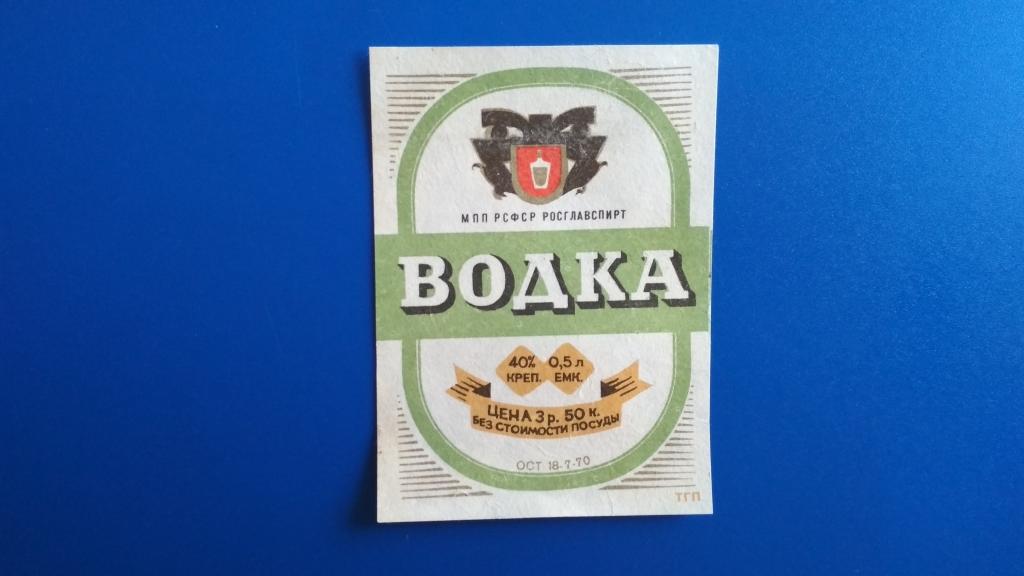 МПП РСФСР РОСГЛАВСПИРТ
ВОДКА
40% 0,5 л
КРЕП. ЕМК.
ЦЕНА 3 р. 50 к.
БЕЗ СТОИМОСТИ ПОСУДЫ
ОСТ 18-7-70
ТГП